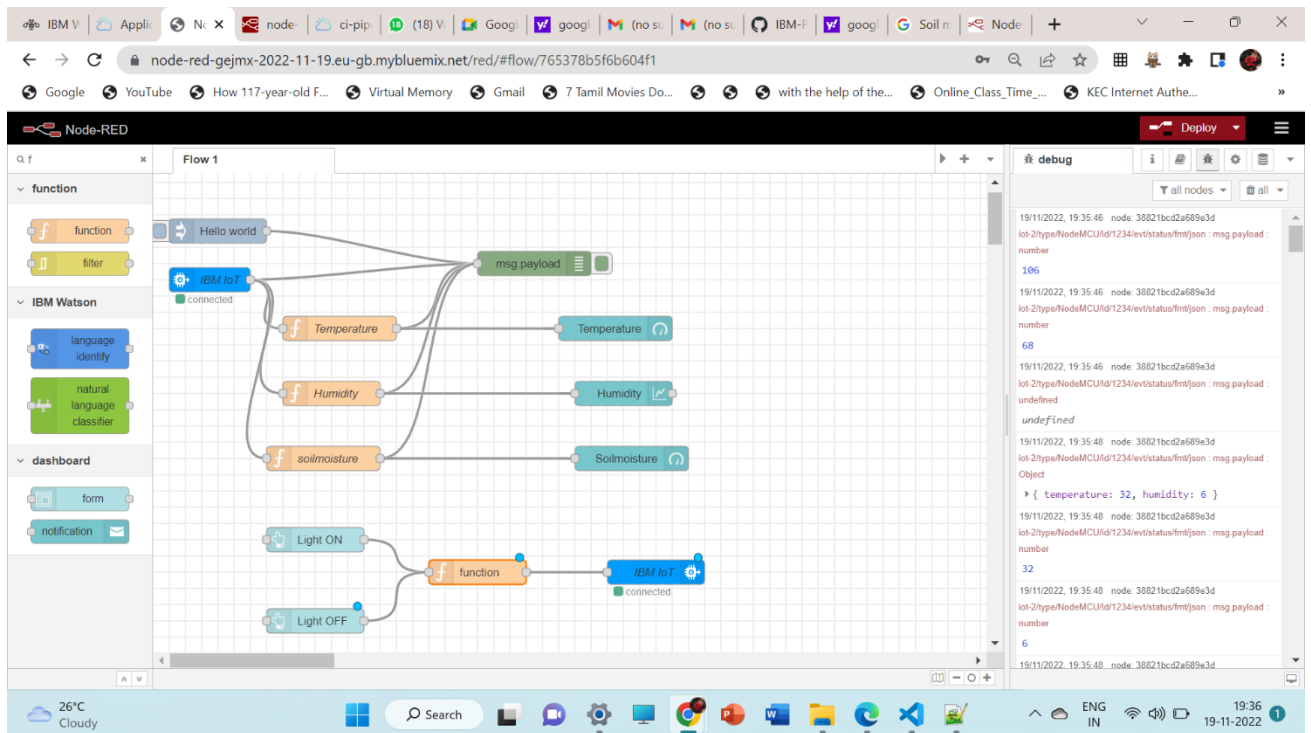 IBM W
Applic
Nc
node-
ci-pip
(18) W
Googl
googl
(no su
(no su
IBM-P
googl
Soil m
Node
node-red-gejmx-2022-11-19.eu-gb.mybluemix.net/red/#flow/765378b5f6b604f1
Google YouTube How 117-year-old F... Virtual Memory Gmail 7 Tamil Movies Do... with the help of the... Online_Class_Time_... KEC Internet Authe... »
Node-RED
Deploy
f
Flow 1
debug
all nodes
all
function
function
filter
IBM Watson
language
identify
natural
language
classifier
dashboard
form
notification
Hello world
IBM IoT
connected
msg.payload
Temperature
Temperature
Humidity
Humidity
soilmoisture
Soilmoisture
Light ON
function
IBM IoT
connected
Light OFF
19/11/2022, 19:35:46 node: 38821bcd2a689e3d
iot-2/type/NodeMCU/id/1234/evt/status/fmt/json : msg.payload :
number
106
19/11/2022, 19:35:46 node: 38821bcd2a689e3d
iot-2/type/NodeMCU/id/1234/evt/status/fmt/json : msg.payload :
number
68
19/11/2022, 19:35:46 node: 38821bcd2a689e3d
iot-2/type/NodeMCU/id/1234/evt/status/fmt/json : msg.payload :
undefined
undefined
19/11/2022, 19:35:48 node: 38821bcd2a689e3d
iot-2/type/NodeMCU/id/1234/evt/status/fmt/json : msg.payload :
Object
{ temperature: 32, humidity: 6 }
19/11/2022, 19:35:48 node: 38821bcd2a689e3d
iot-2/type/NodeMCU/id/1234/evt/status/fmt/json : msg.payload :
number
32
19/11/2022, 19:35:48 node: 38821bcd2a689e3d
iot-2/type/NodeMCU/id/1234/evt/status/fmt/json : msg.payload :
number
6
19/11/2022, 19:35:48 node: 38821bcd2a689e3d
26°C
Cloudy
Search
ENG
IN
19:36
19-11-2022
1